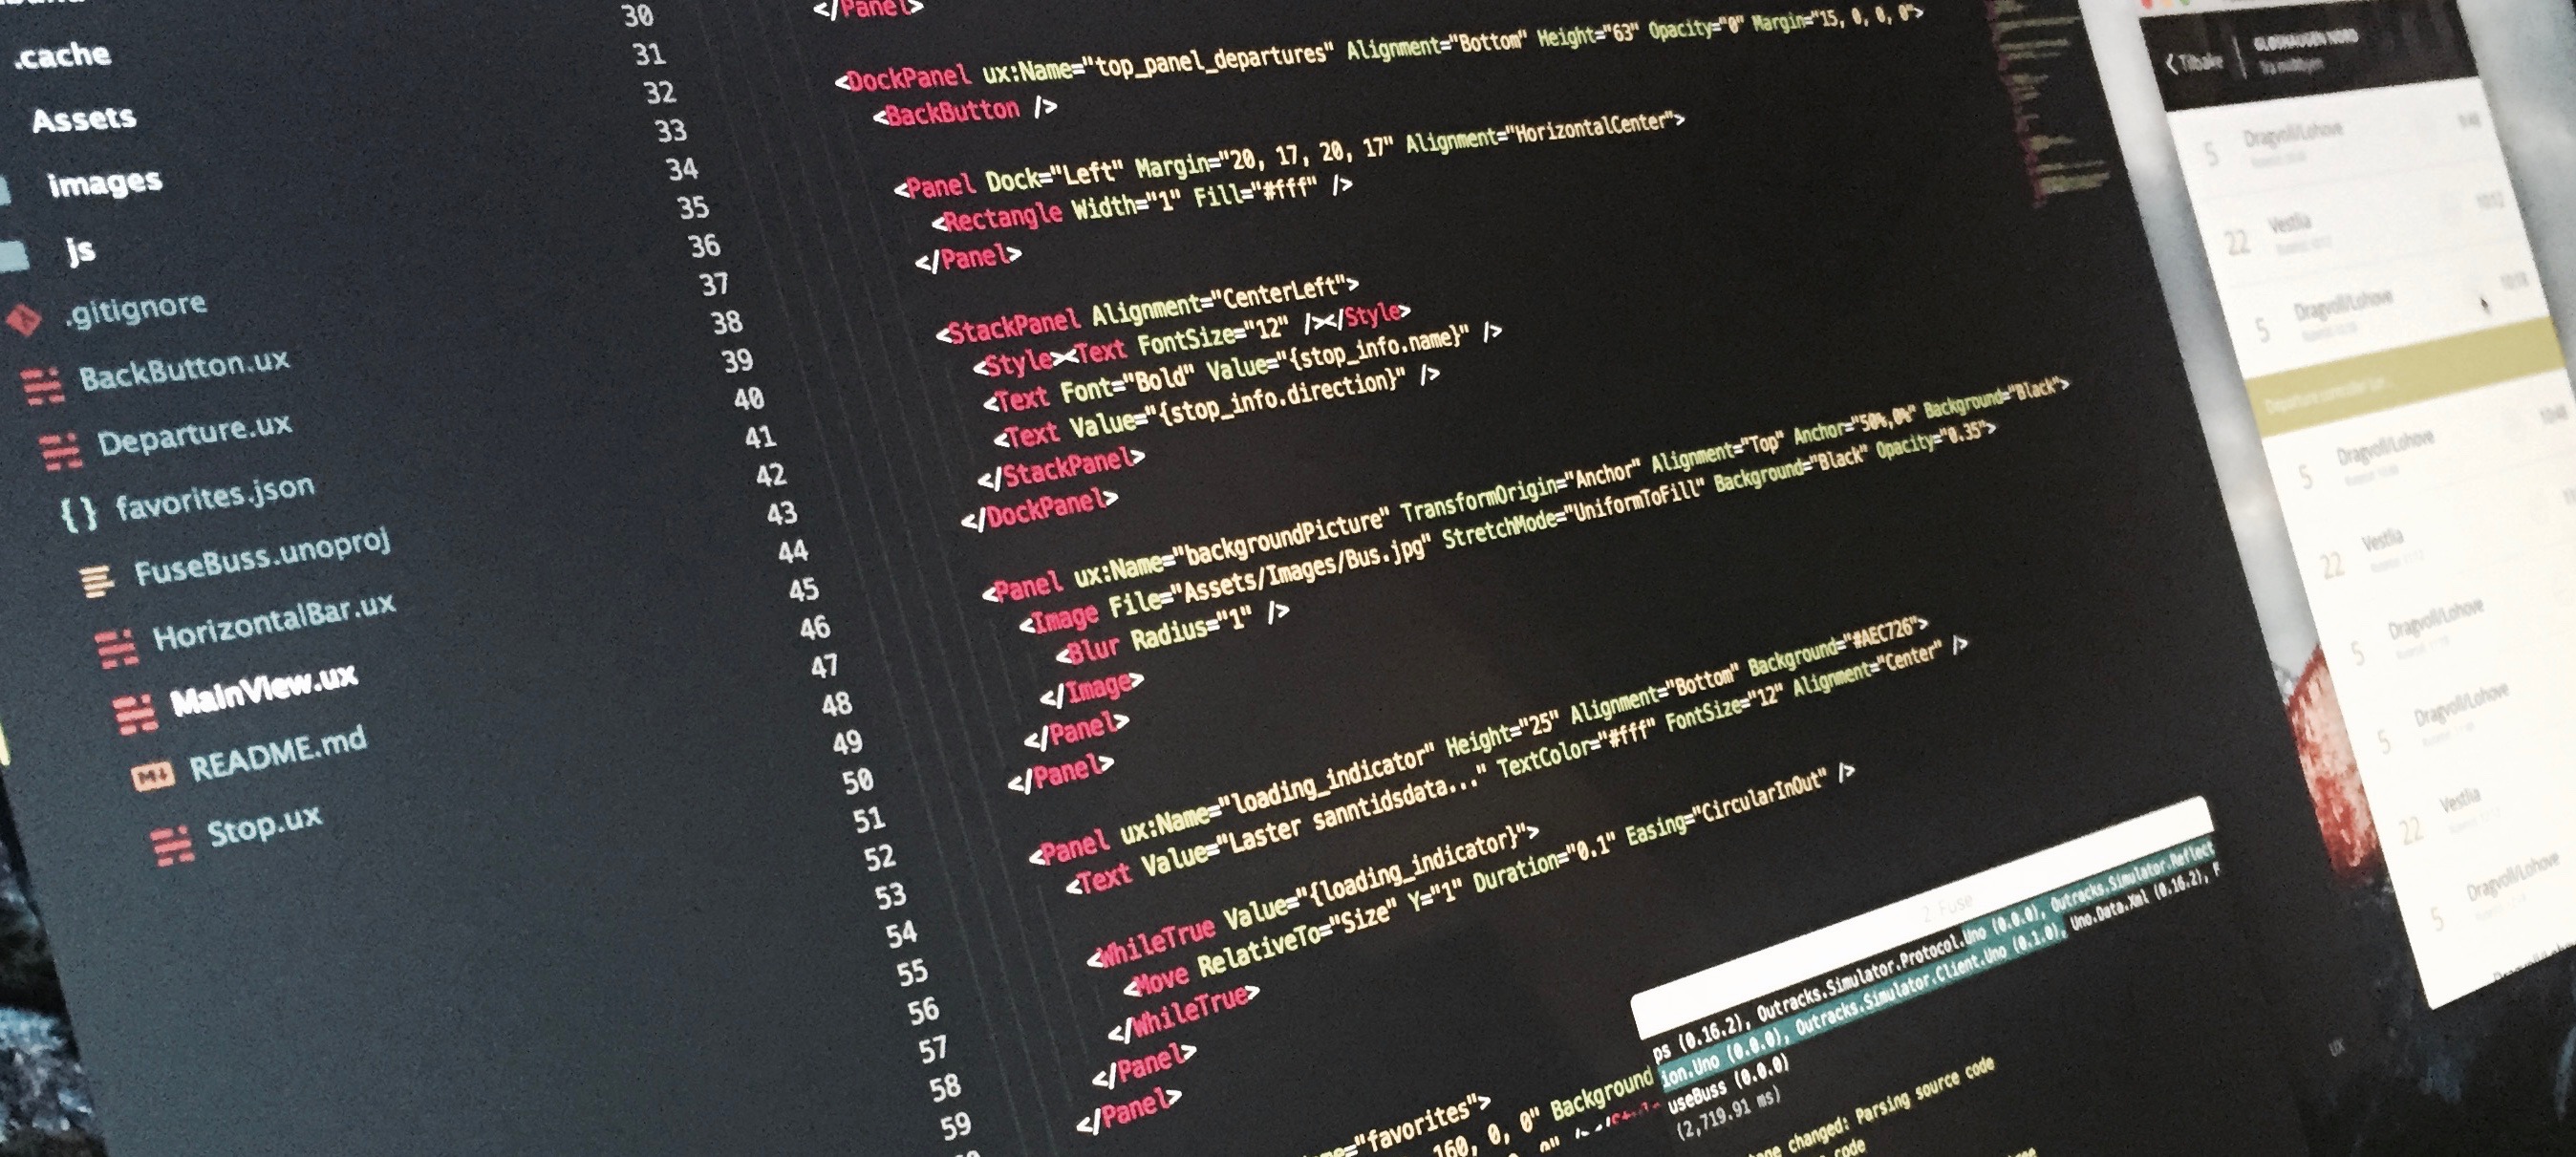 .cache
Assets
images
js
.gitignore
BackButton.ux
Departure.ux
{} favorites.json
FuseBuss.unoproj
HorizontalBar.ux
MainView.ux
M↓ README.md
Stop.ux
30
31
32
33
34
35
36
37
38
39
40
41
42
43
44
45
46
47
48
49
50
51
52
53
54
55
56
57
58
59
</Panel>
<DockPanel ux:Name="top_panel_departures" Alignment="Bottom" Height="63" Opacity="0" Margin="15, 0, 0, 0">
<BackButton />
<Panel Dock="Left" Margin="20, 17, 20, 17" Alignment="HorizontalCenter">
<Rectangle Width="1" Fill="#fff" />
</Panel>
<StackPanel Alignment="CenterLeft">
<Style><Text FontSize="12" /></Style>
<Text Font="Bold" Value="{stop_info.name}" />
<Text Value="{stop_info.direction}" />
</StackPanel>
</DockPanel>
<Panel ux:Name="backgroundPicture" TransformOrigin="Anchor" Alignment="Top" Anchor="50%,0%" Background="Black">
<Image File="Assets/Images/Bus.jpg" StretchMode="UniformToFill" Background="Black" Opacity="0.35">
<Blur Radius="1" />
</Image>
</Panel>
</Panel>
<Panel ux:Name="loading_indicator" Height="25" Alignment="Bottom" Background="#AEC726">
<Text Value="Laster sanntidsdata..." TextColor="#fff" FontSize="12" Alignment="Center" />
<WhileTrue Value="{loading_indicator}">
<Move RelativeTo="Size" Y="1" Duration="0.1" Easing="CircularInOut" />
</WhileTrue>
</Panel>
</Panel>
="favorites">
160, 0, 0" Background
2. Fuse
ps (0.16.2), Outracks.Simulator.Protocol.Uno (0.0.0), Outracks.Simulator.Reflect
ion.Uno (0.0.0), Outracks.Simulator.Client.Uno (0.1.0), Uno.Data.Xml (0.16.2), F
useBuss (0.0.0)
(2,719.91 ms)
changed: Parsing source code
code
Tilbake
GLØSHAUGEN NORD
5 Dragvoll/Lohove
22 Vestlia
5 Dragvoll/Lohove
5 Dragvoll/Lohove
22 Vestlia
5 Dragvoll/Lohove
5 Dragvoll/Lohove
22 Vestlia
5 Dragvoll/Lohove
UX